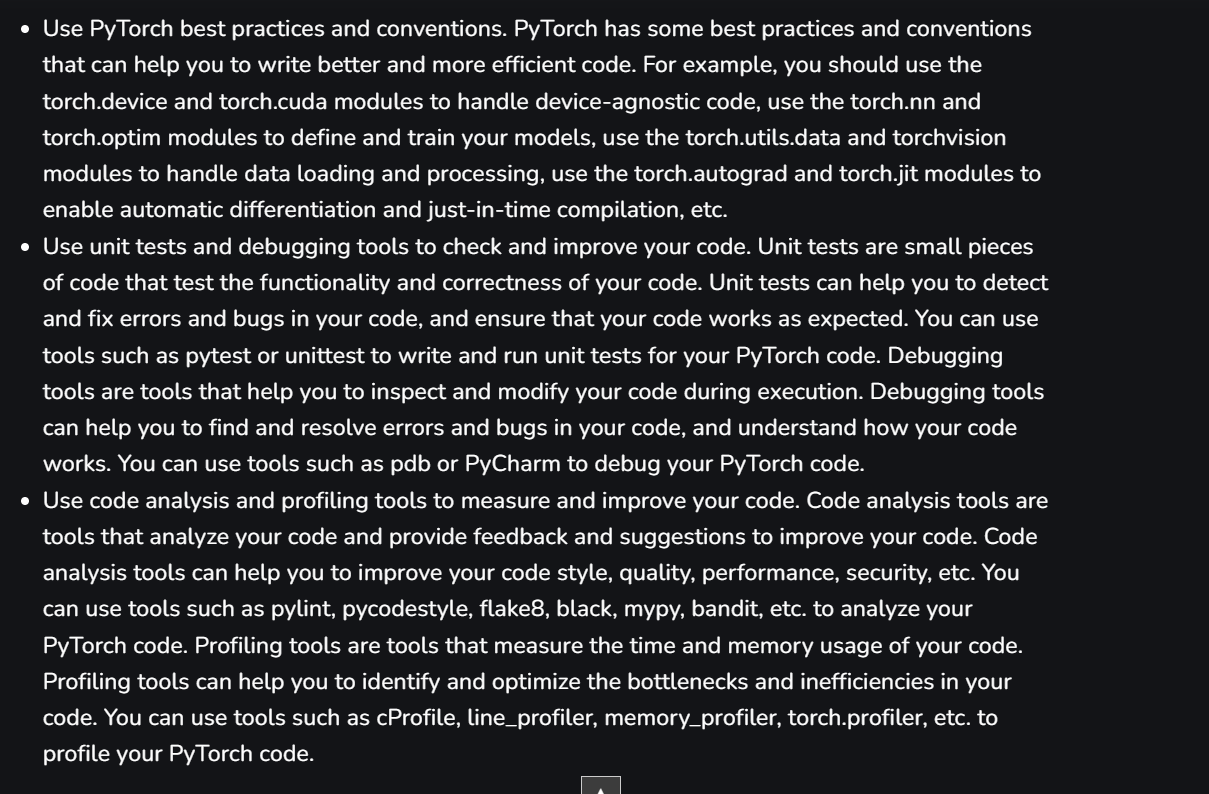 Use PyTorch best practices and conventions. PyTorch has some best practices and conventions
that can help you to write better and more efficient code. For example, you should use the
torch.device and torch.cuda modules to handle device-agnostic code, use the torch.nn and
torch.optim modules to define and train your models, use the torch.utils.data and torchvision
modules to handle data loading and processing, use the torch.autograd and torch.jit modules to
enable automatic differentiation and just-in-time compilation, etc.
Use unit tests and debugging tools to check and improve your code. Unit tests are small pieces
of code that test the functionality and correctness of your code. Unit tests can help you to detect
and fix errors and bugs in your code, and ensure that your code works as expected. You can use
tools such as pytest or unittest to write and run unit tests for your PyTorch code. Debugging
tools are tools that help you to inspect and modify your code during execution. Debugging tools
can help you to find and resolve errors and bugs in your code, and understand how your code
works. You can use tools such as pdb or PyCharm to debug your PyTorch code.
Use code analysis and profiling tools to measure and improve your code. Code analysis tools are
tools that analyze your code and provide feedback and suggestions to improve your code. Code
analysis tools can help you to improve your code style, quality, performance, security, etc. You
can use tools such as pylint, pycodestyle, flake8, black, mypy, bandit, etc. to analyze your
PyTorch code. Profiling tools are tools that measure the time and memory usage of your code.
Profiling tools can help you to identify and optimize the bottlenecks and inefficiencies in your
code. You can use tools such as cProfile, line_profiler, memory_profiler, torch.profiler, etc. to
profile your PyTorch code.